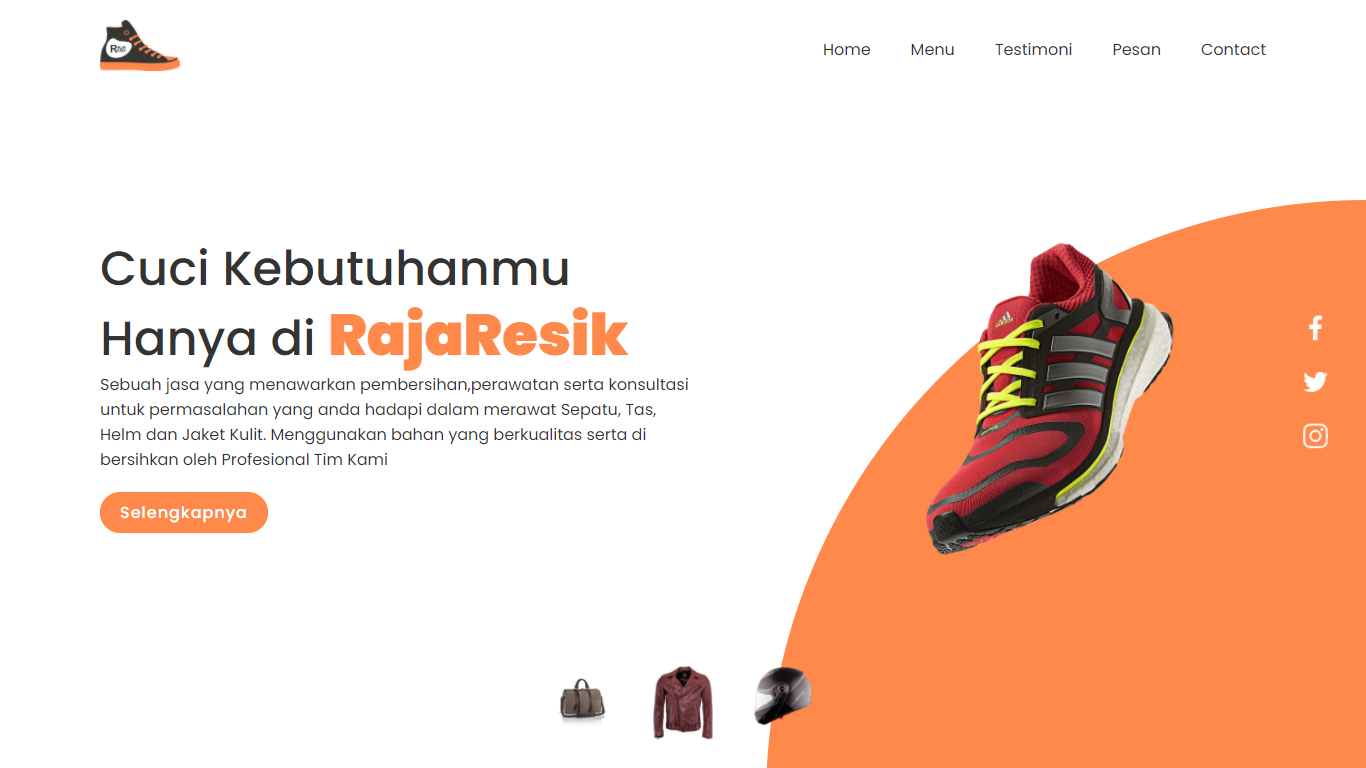 Home Menu Testimoni Pesan Contact
Cuci Kebutuhanmu
Hanya di RajaResik
Sebuah jasa yang menawarkan pembersihan,perawatan serta konsultasi
untuk permasalahan yang anda hadapi dalam merawat Sepatu, Tas,
Helm dan Jaket Kulit. Menggunakan bahan yang berkualitas serta di
bersihkan oleh Profesional Tim Kami
Selengkapnya